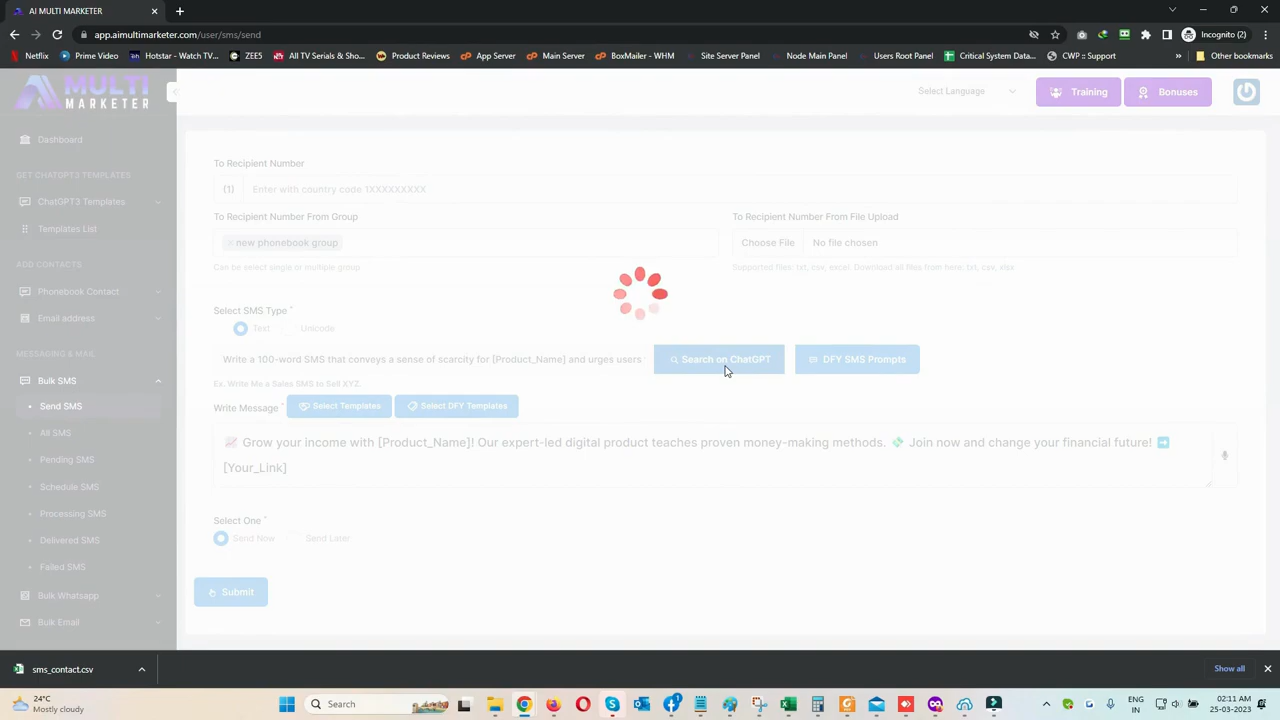 AI MULTI MARKETER
Incognito (2)
app.aimultimarketer.com/user/sms/send
Netflix
Prime Video
Hotstar - Watch TV...
ZEE5
All TV Serials & Sho...
Product Reviews
App Server
Main Server
BoxMailer - WHM
Site Server Panel
Node Main Panel
Users Root Panel
Critical System Data...
CWP :: Support
»
Other bookmarks
MULTI
MARKETER
Select Language
Training
Bonuses
Dashboard
GET CHATGPT3 TEMPLATES
ChatGPT3 Templates
Templates List
ADD CONTACTS
Phonebook Contact
Email address
MESSAGING & MAIL
Bulk SMS
Send SMS
All SMS
Pending SMS
Schedule SMS
Processing SMS
Delivered SMS
Failed SMS
Bulk Whatsapp
Bulk Email
To Recipient Number
(1) Enter with country code 1XXXXXXXXX
To Recipient Number From Group
× new phonebook group
Can be select single or multiple group
To Recipient Number From File Upload
Choose File No file chosen
Supported files: txt, csv, excel. Download all files from here: txt, csv, xlsx
Select SMS Type *
Text Unicode
Write a 100-word SMS that conveys a sense of scarcity for [Product_Name] and urges users
Search on ChatGPT
DFY SMS Prompts
Ex. Write Me a Sales SMS to Sell XYZ.
Write Message * Select Templates Select DFY Templates
📈 Grow your income with [Product_Name]! Our expert-led digital product teaches proven money-making methods. 💸 Join now and change your financial future! ➡️
[Your_Link]
Select One *
Send Now Send Later
Submit
sms_contact.csv
Show all
24°C
Mostly cloudy
Search
1
ENG
IN
02:11 AM
25-03-2023